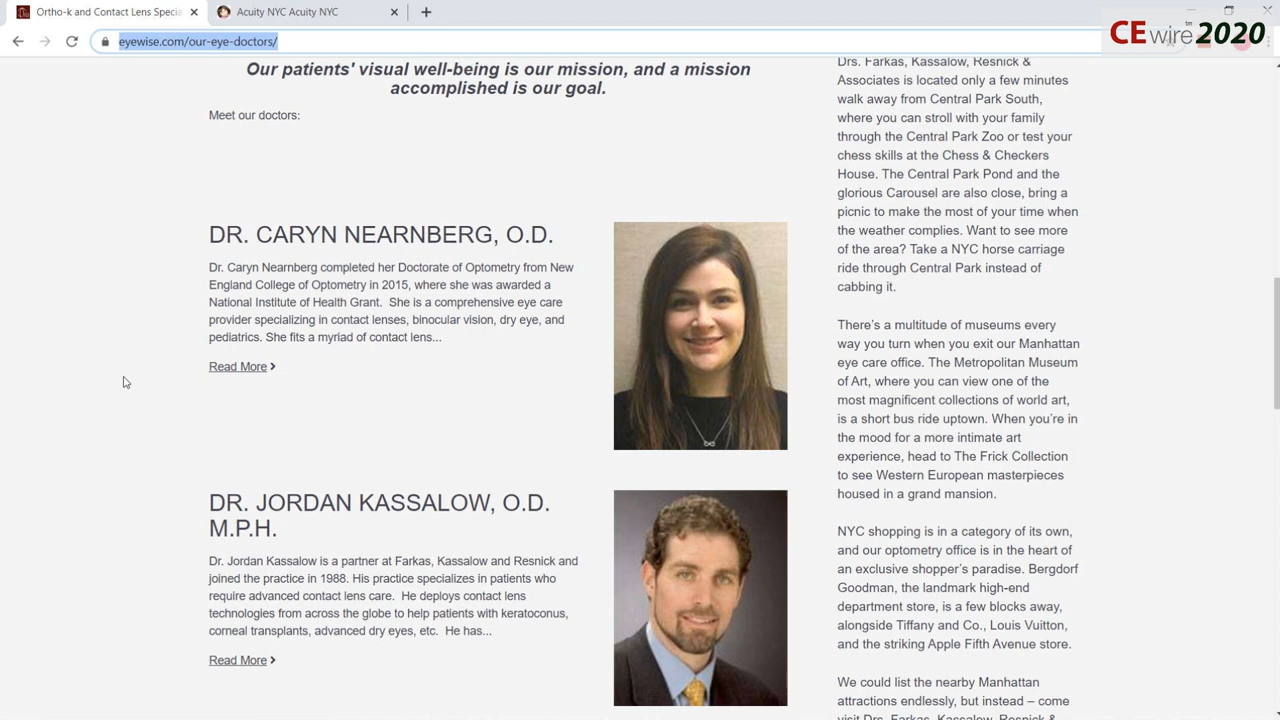 Ortho-k and Contact Lens Specia
Acuity NYC Acuity NYC
eyewise.com/our-eye-doctors/
CE wire™ 2020
Our patients' visual well-being is our mission, and a mission
accomplished is our goal.
Meet our doctors:
DR. CARYN NEARNBERG, O.D.
Dr. Caryn Nearnberg completed her Doctorate of Optometry from New
England College of Optometry in 2015, where she was awarded a
National Institute of Health Grant. She is a comprehensive eye care
provider specializing in contact lenses, binocular vision, dry eye, and
pediatrics. She fits a myriad of contact lens...
Read More
DR. JORDAN KASSALOW, O.D.
M.P.H.
Dr. Jordan Kassalow is a partner at Farkas, Kassalow and Resnick and
joined the practice in 1988. His practice specializes in patients who
require advanced contact lens care. He deploys contact lens
technologies from across the globe to help patients with keratoconus,
corneal transplants, advanced dry eyes, etc. He has...
Read More
Drs. Farkas, Kassalow, Resnick &
Associates is located only a few minutes
walk away from Central Park South,
where you can stroll with your family
through the Central Park Zoo or test your
chess skills at the Chess & Checkers
House. The Central Park Pond and the
glorious Carousel are also close, bring a
picnic to make the most of your time when
the weather complies. Want to see more
of the area? Take a NYC horse carriage
ride through Central Park instead of
cabbing it.
There's a multitude of museums every
way you turn when you exit our Manhattan
eye care office. The Metropolitan Museum
of Art, where you can view one of the
most magnificent collections of world art,
is a short bus ride uptown. When you're in
the mood for a more intimate art
experience, head to The Frick Collection
to see Western European masterpieces
housed in a grand mansion.
NYC shopping is in a category of its own,
and our optometry office is in the heart of
an exclusive shopper's paradise. Bergdorf
Goodman, the landmark high-end
department store, is a few blocks away,
alongside Tiffany and Co., Louis Vuitton,
and the striking Apple Fifth Avenue store.
We could list the nearby Manhattan
attractions endlessly, but instead – come
visit Drs. Farkas, Kassalow, Resnick &